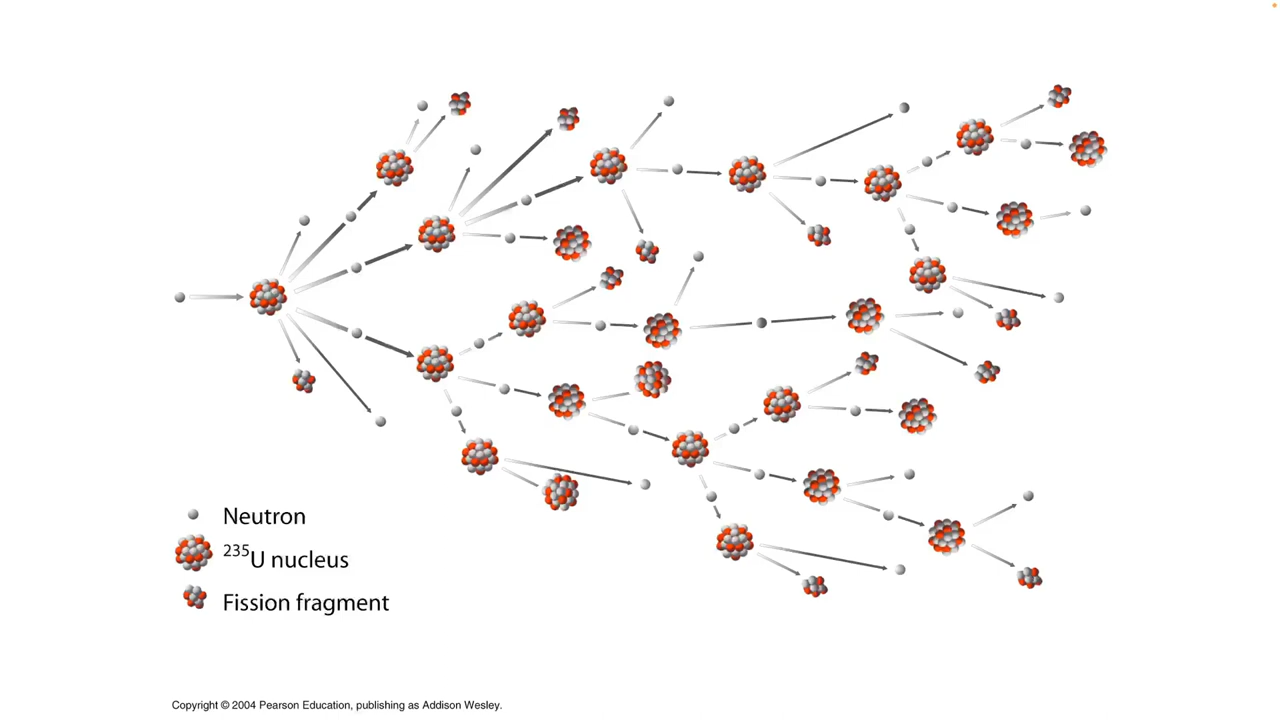 Neutron
²³⁵U nucleus
Fission fragment
Copyright © 2004 Pearson Education, publishing as Addison Wesley.